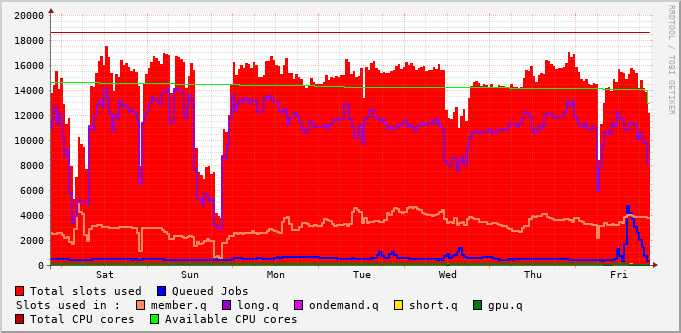 20000
18000
16000
14000
12000
10000
8000
6000
4000
2000
0
Sat Sun Mon Tue Wed Thu Fri
RRDTOOL / TOBI OETIKER
Total slots used Queued Jobs
Slots used in : member.q long.q ondemand.q short.q gpu.q
Total CPU cores Available CPU cores